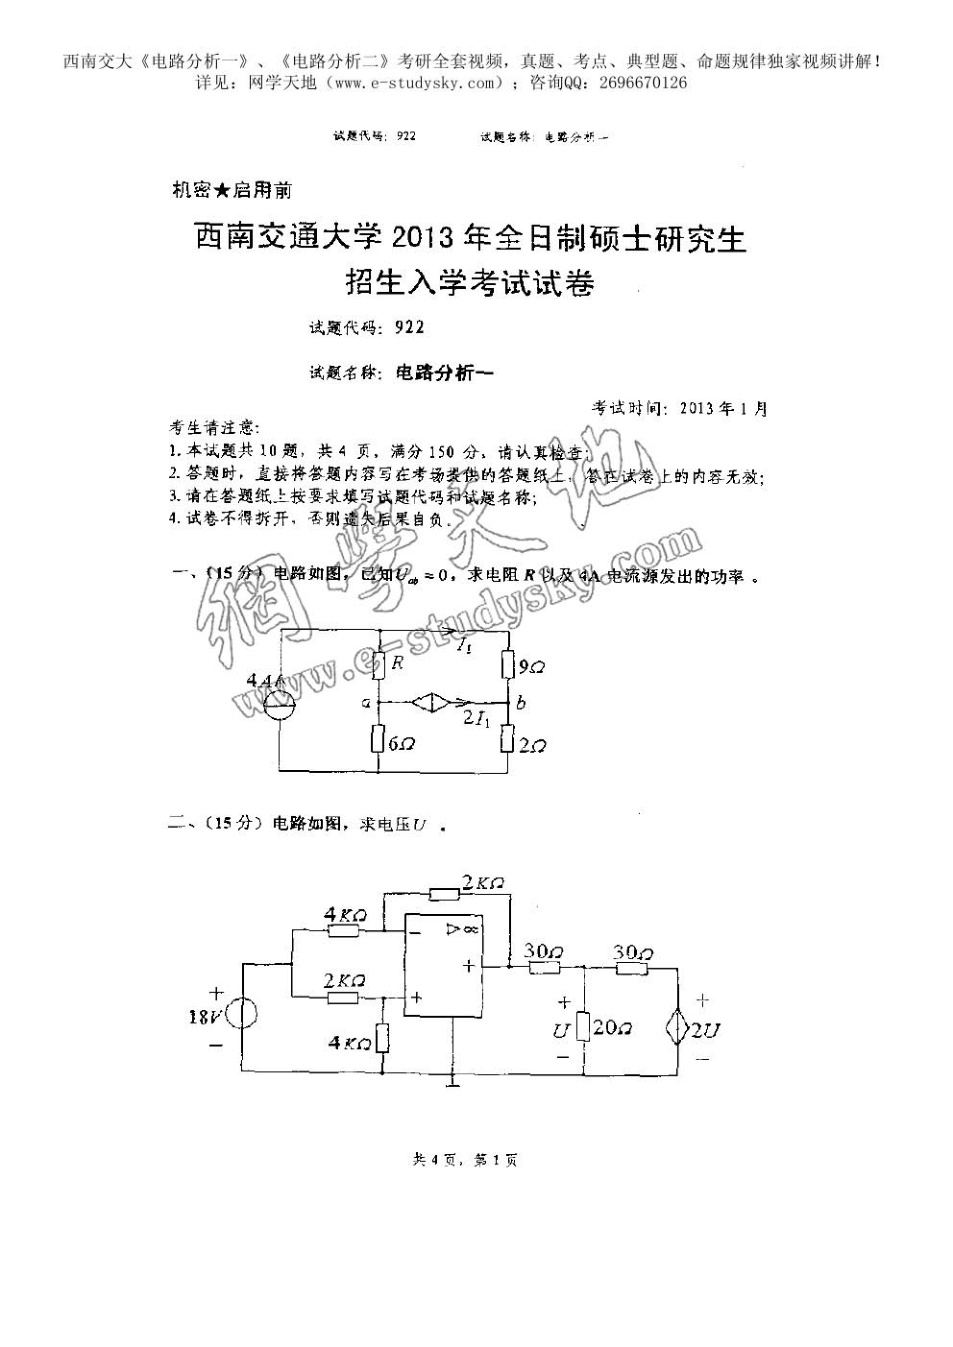 西南交大《电路分析一》、《电路分析二》考研全套视频，真题、考点、典型题、命题规律独家视频讲解！
详见：网学天地（www.e-studysky.com）；咨询QQ：2696670126
试题代码：922 试题名称：电路分析一
机密★启用前
西南交通大学2013年全日制硕士研究生
招生入学考试试卷
试题代码：922
试题名称：电路分析一
考试时间：2013年1月
考生请注意：
1.本试题共10题，共4页，满分150分，请认真检查；
2.答题时，直接将答题内容写在考场提供的答题纸上，答在试卷上的内容无效；
3.请在答题纸上按要求填写试题代码和试题名称；
4.试卷不得拆开，否则遗失后果自负。
網學天地
www.e-studysky.com
一、（15分）电路如图，已知Uab=0，求电阻R以及4A电流源发出的功率。
I1
R
9Ω
4A
a
b
2I1
6Ω
2Ω
二、（15分）电路如图，求电压U 。
2KΩ
4KΩ
− ▷∞
30Ω 30Ω
+
2KΩ
+
+ +
18V
U 20Ω 2U
4KΩ
− − −
共4页，第1页